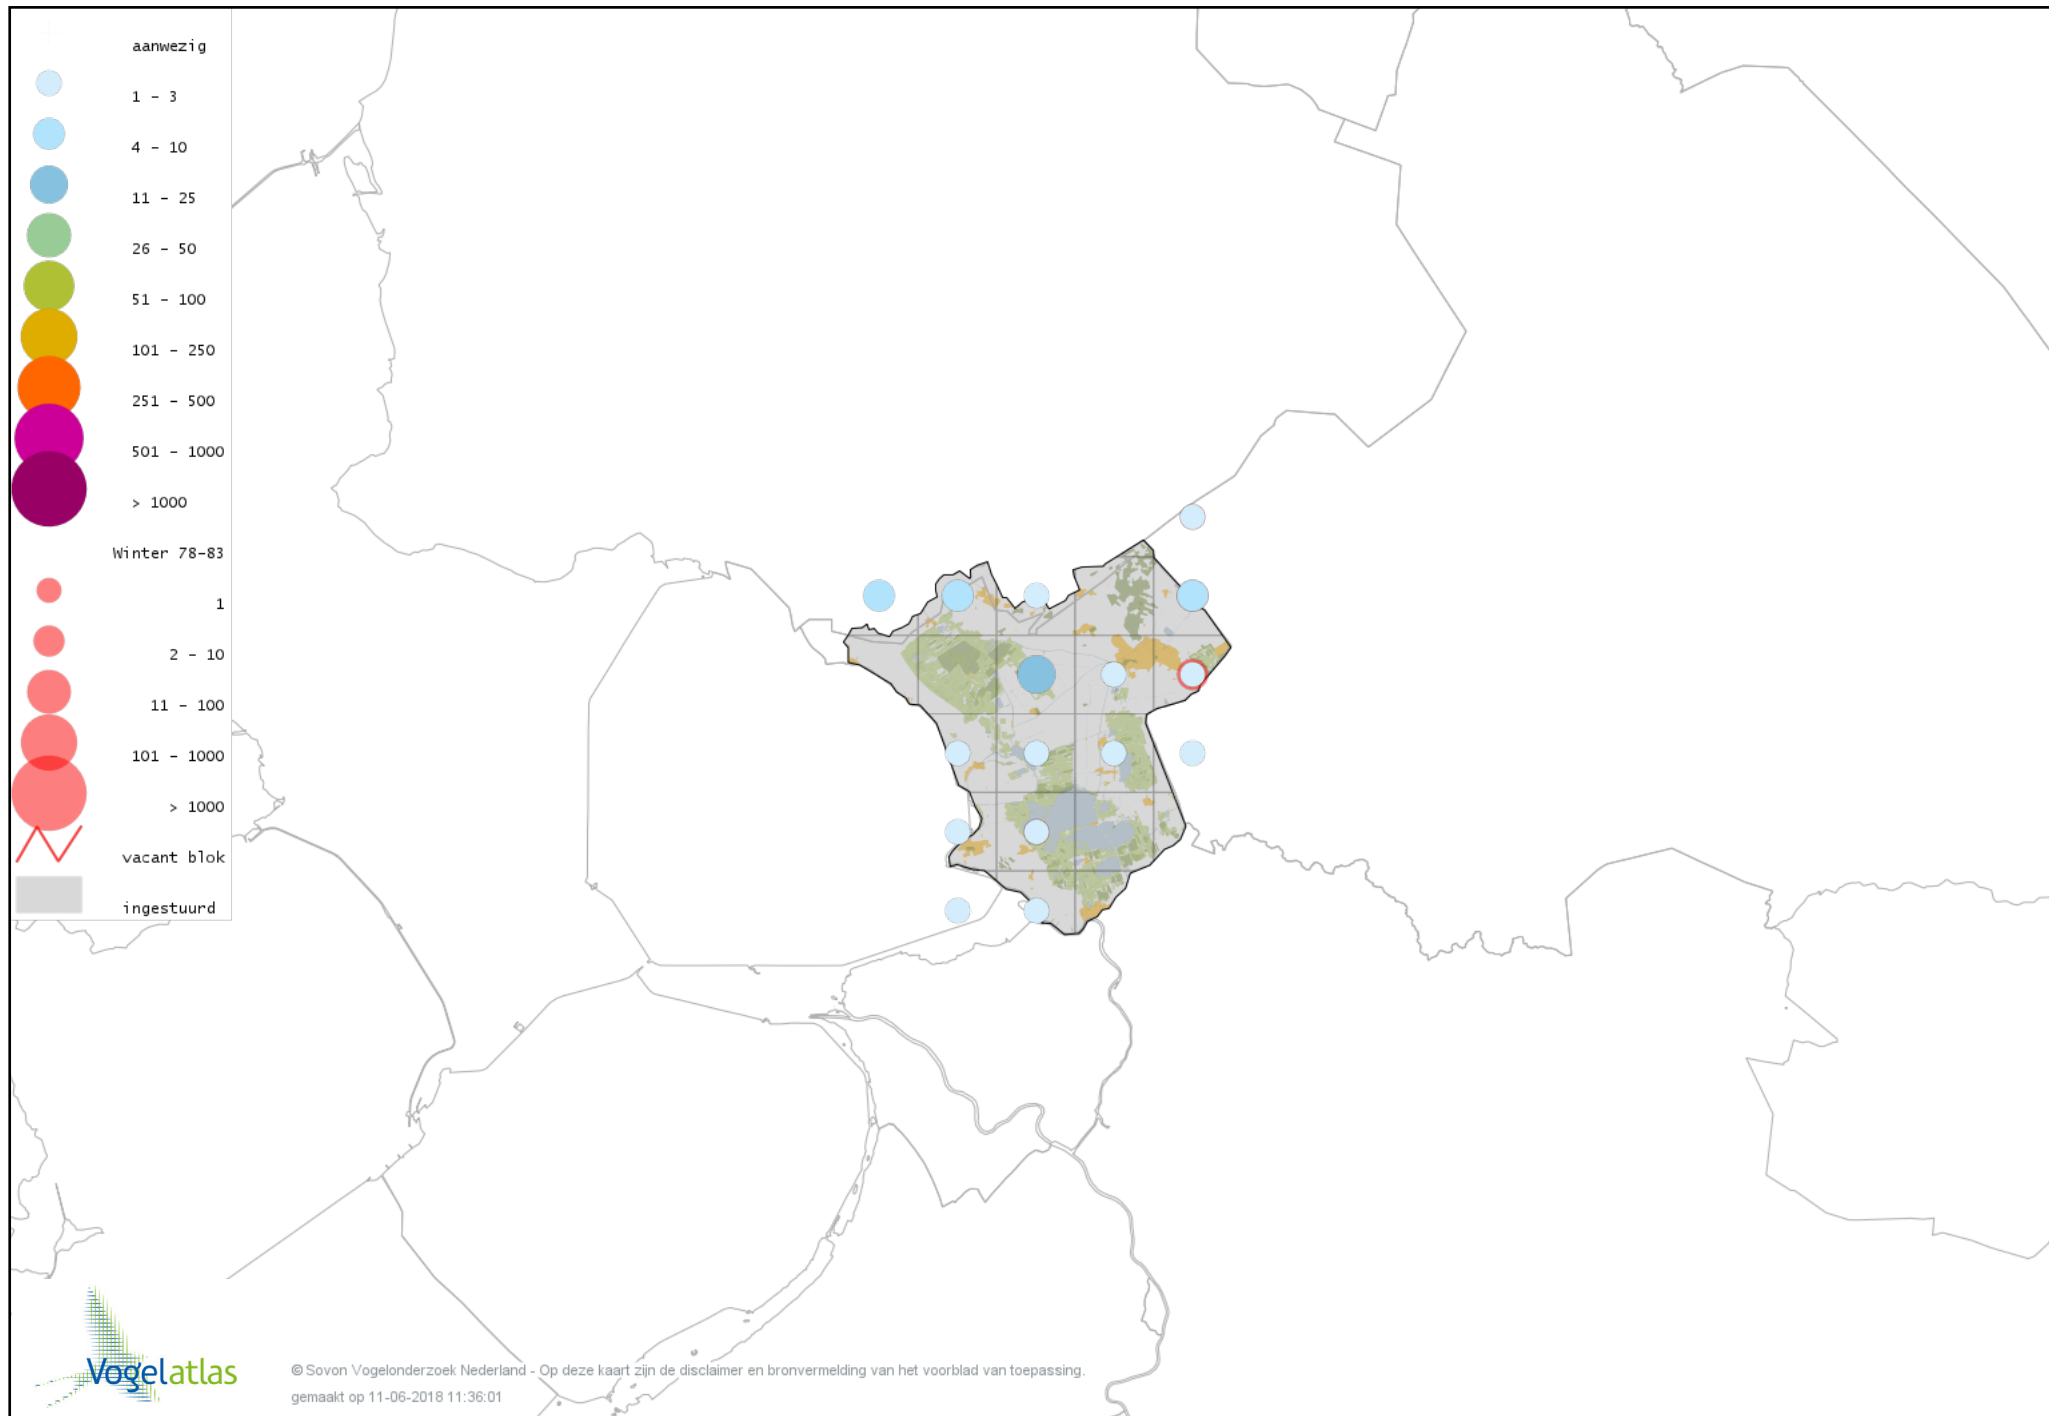 aanwezig
1 - 3
4 - 10
11 - 25
26 - 50
51 - 100
101 - 250
251 - 500
501 - 1000
> 1000
Winter 78-83
1
2 - 10
11 - 100
101 - 1000
> 1000
vacant blok
ingestuurd
Vogelatlas
© Sovon Vogelonderzoek Nederland - Op deze kaart zijn de disclaimer en bronvermelding van het voorblad van toepassing.
gemaakt op 11-06-2018 11:36:01